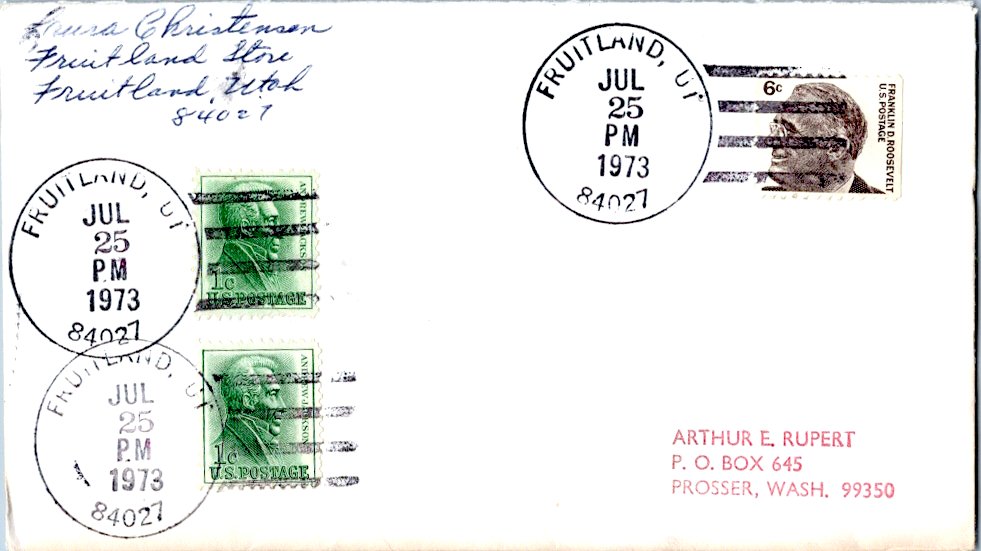 Laura Christensen
Fruitland Store
Fruitland, Utah
84027
FRUITLAND, UT
JUL
25
PM
1973
84027
6c
FRANKLIN D. ROOSEVELT
U.S. POSTAGE
FRUITLAND, UT
JUL
25
PM
1973
84027
ANDREW JACKSON
1c
U.S. POSTAGE
FRUITLAND, UT
JUL
25
PM
1973
84027
ANDREW JACKSON
1c
U.S. POSTAGE
ARTHUR E. RUPERT
P. O. BOX 645
PROSSER, WASH. 99350